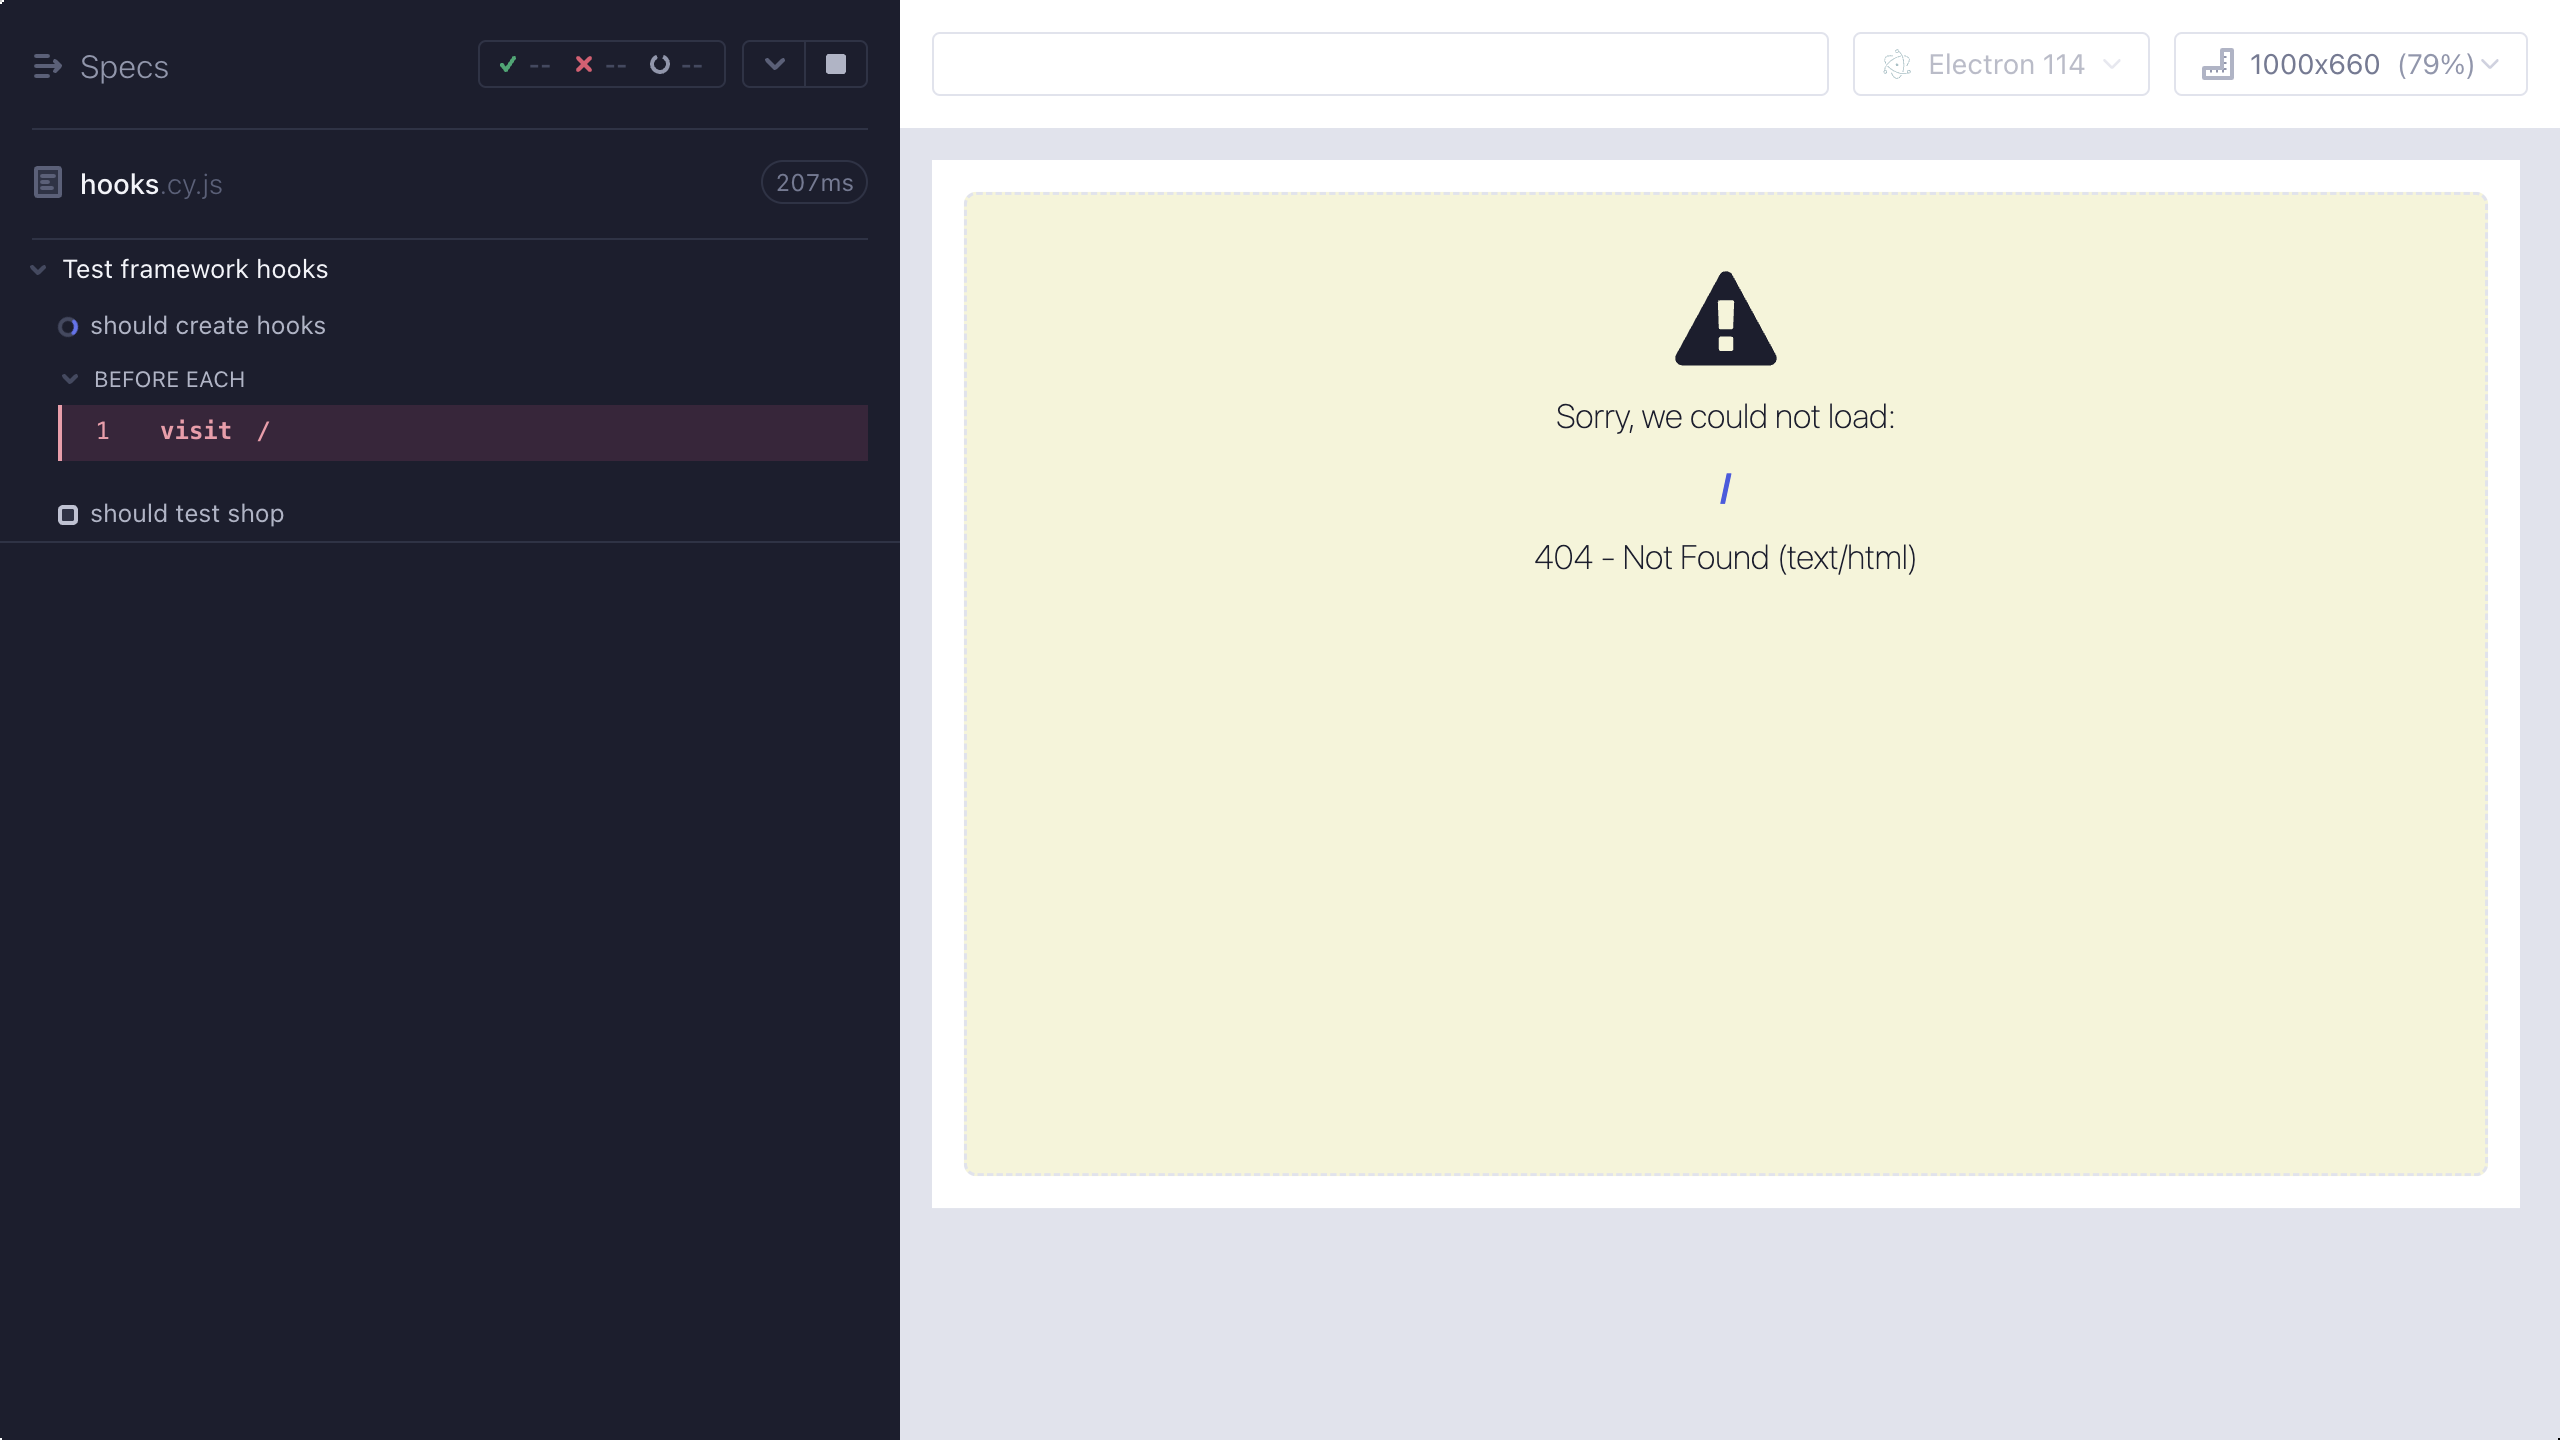 Specs
-- -- --
hooks.cy.js
207ms
Test framework hooks
should create hooks
BEFORE EACH
1 visit /
should test shop
Electron 114
1000x660 (79%)
Sorry, we could not load:
/
404 - Not Found (text/html)